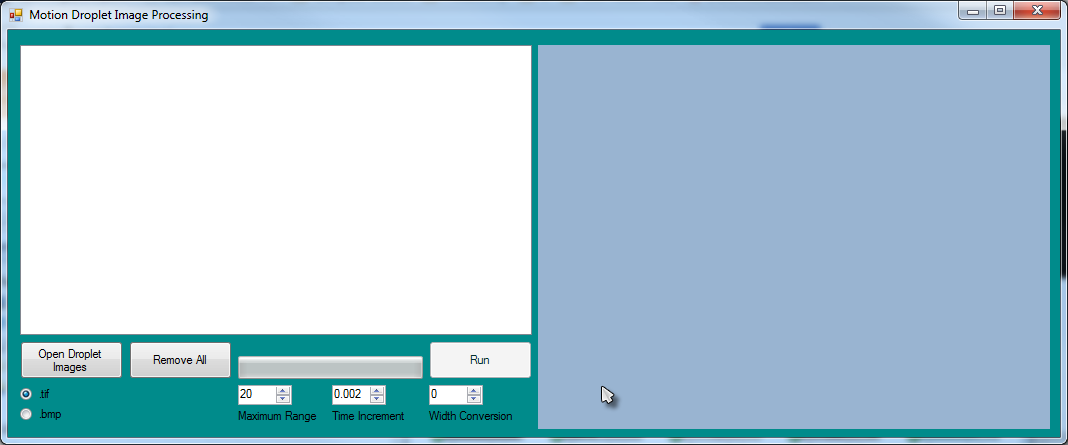 Motion Droplet Image Processing
Open Droplet
Images
Remove All
Run
.tif
20
0.002
0
.bmp
Maximum Range
Time Increment
Width Conversion